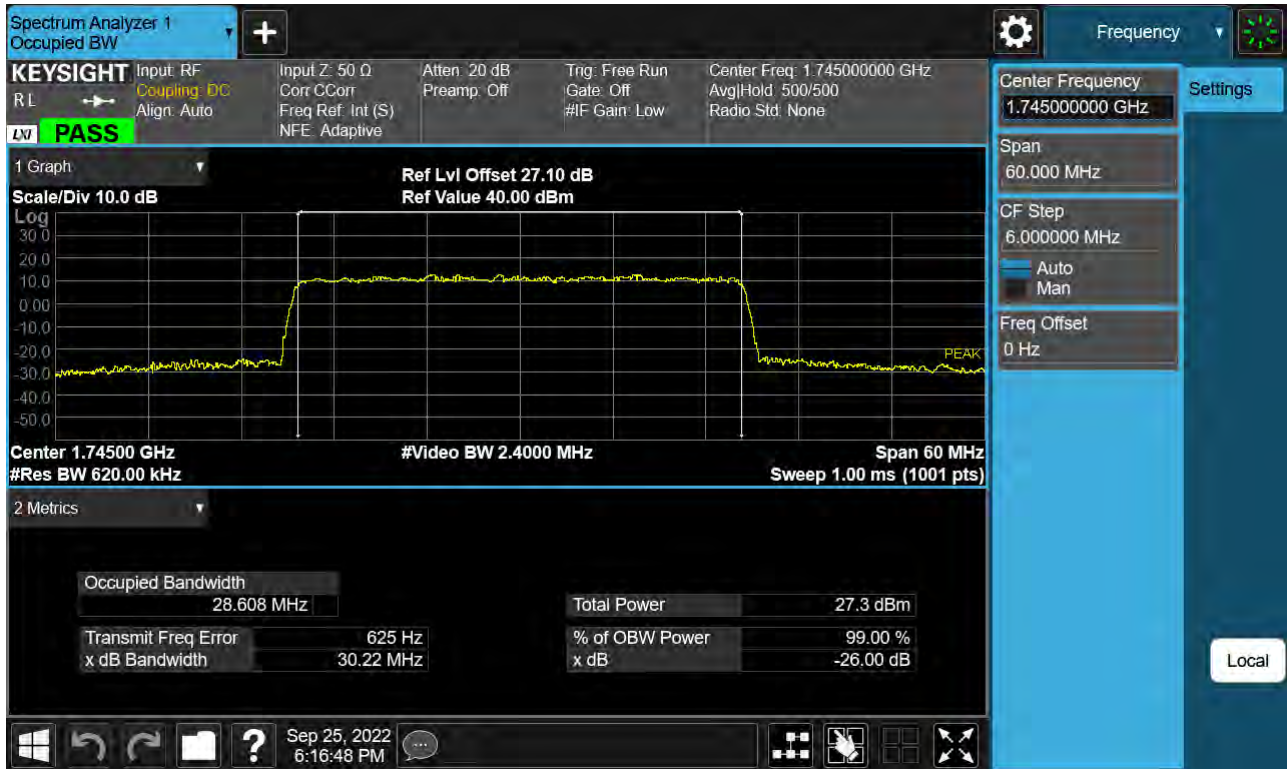 Spectrum Analyzer 1
Occupied BW
+
Frequency
KEYSIGHT
RL
LXI
PASS
Input: RF
Coupling: DC
Align: Auto
Input Z: 50 Ω
Corr CCorr
Freq Ref: Int (S)
NFE: Adaptive
Atten: 20 dB
Preamp: Off
Trig: Free Run
Gate: Off
#IF Gain: Low
Center Freq: 1.745000000 GHz
Avg|Hold: 500/500
Radio Std: None
Center Frequency
1.745000000 GHz
Settings
Span
60.000 MHz
CF Step
6.000000 MHz
Auto
Man
Freq Offset
0 Hz
Local
1 Graph
Scale/Div 10.0 dB
Ref Lvl Offset 27.10 dB
Ref Value 40.00 dBm
Log
30.0
20.0
10.0
0.00
-10.0
-20.0
-30.0
-40.0
-50.0
PEAK
Center 1.74500 GHz
#Video BW 2.4000 MHz
Span 60 MHz
#Res BW 620.00 kHz
Sweep 1.00 ms (1001 pts)
2 Metrics
Occupied Bandwidth
28.608 MHz
Total Power 27.3 dBm
Transmit Freq Error 625 Hz
% of OBW Power 99.00 %
x dB Bandwidth 30.22 MHz
x dB -26.00 dB
?
Sep 25, 2022
6:16:48 PM